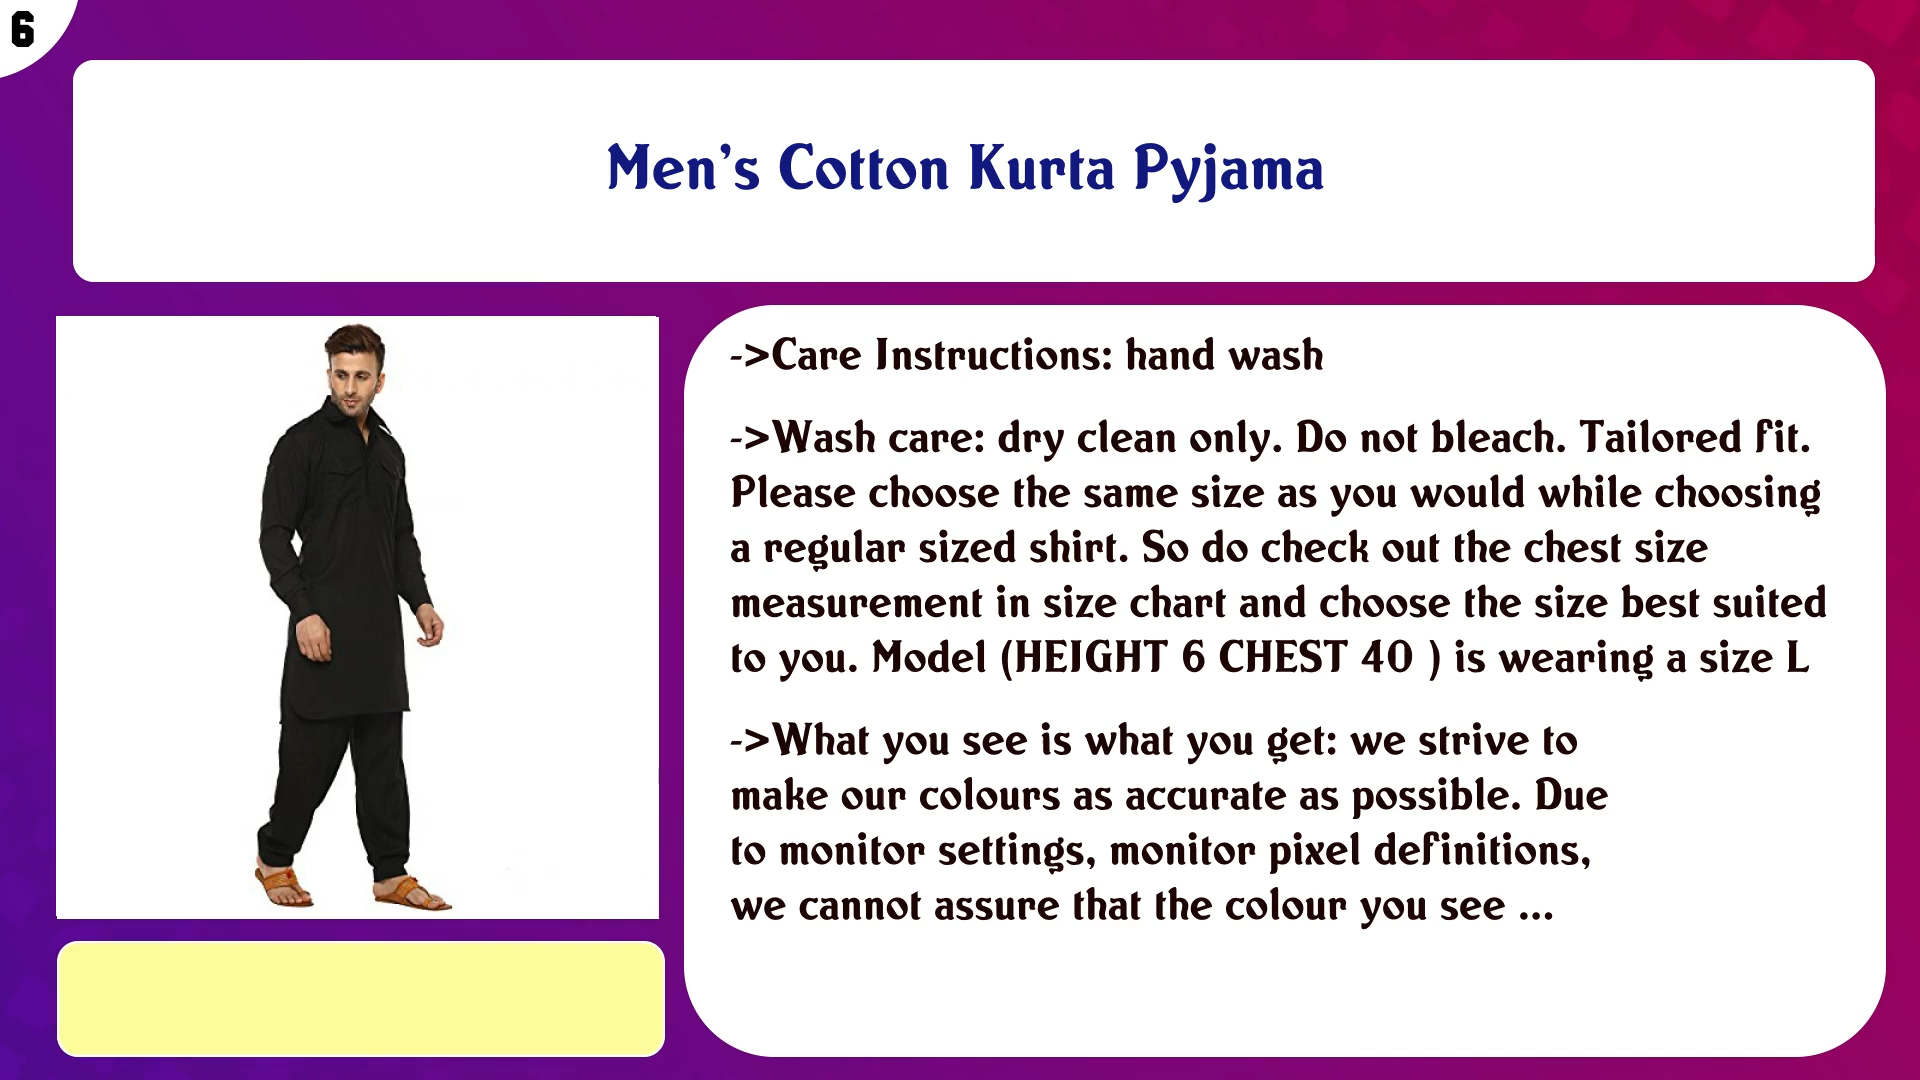 6
Men's Cotton Kurta Pyjama
->Care Instructions: hand wash
->Wash care: dry clean only. Do not bleach. Tailored fit.
Please choose the same size as you would while choosing
a regular sized shirt. So do check out the chest size
measurement in size chart and choose the size best suited
to you. Model (HEIGHT 6 CHEST 40 ) is wearing a size L
->What you see is what you get: we strive to
make our colours as accurate as possible. Due
to monitor settings, monitor pixel definitions,
we cannot assure that the colour you see ...